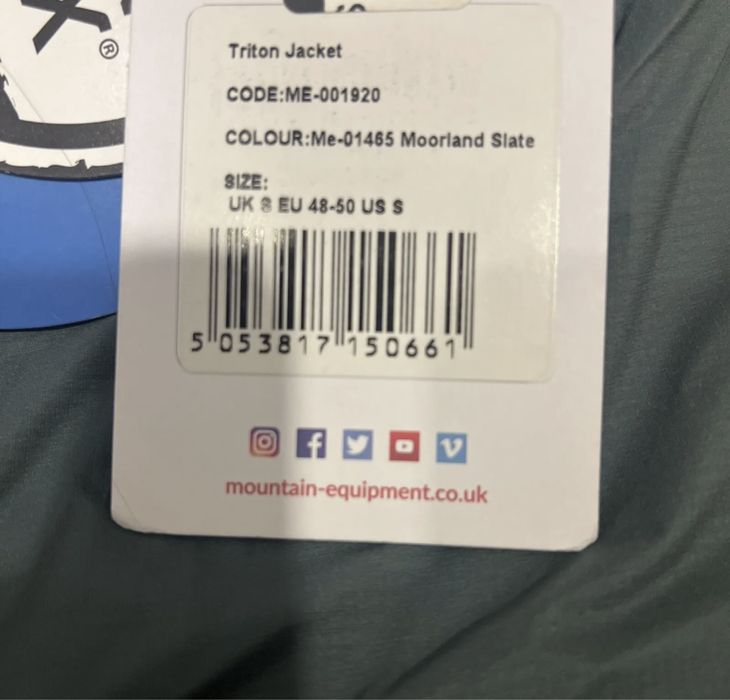 X®
Triton Jacket
CODE:ME-001920
COLOUR:Me-01465 Moorland Slate
SIZE:
UK S EU 48-50 US S
5 053817 150661
mountain-equipment.co.uk